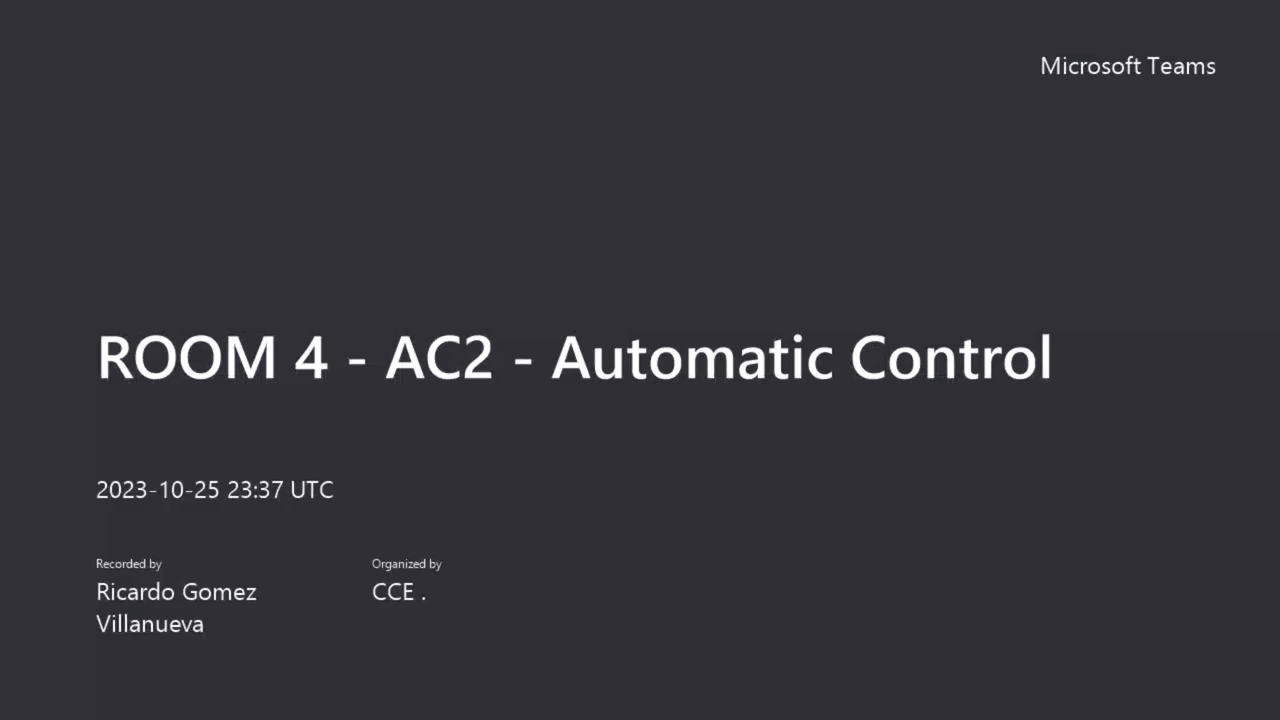 Microsoft Teams
ROOM 4 - AC2 - Automatic Control
2023-10-25 23:37 UTC
Recorded by
Ricardo Gomez
Villanueva
Organized by
CCE .